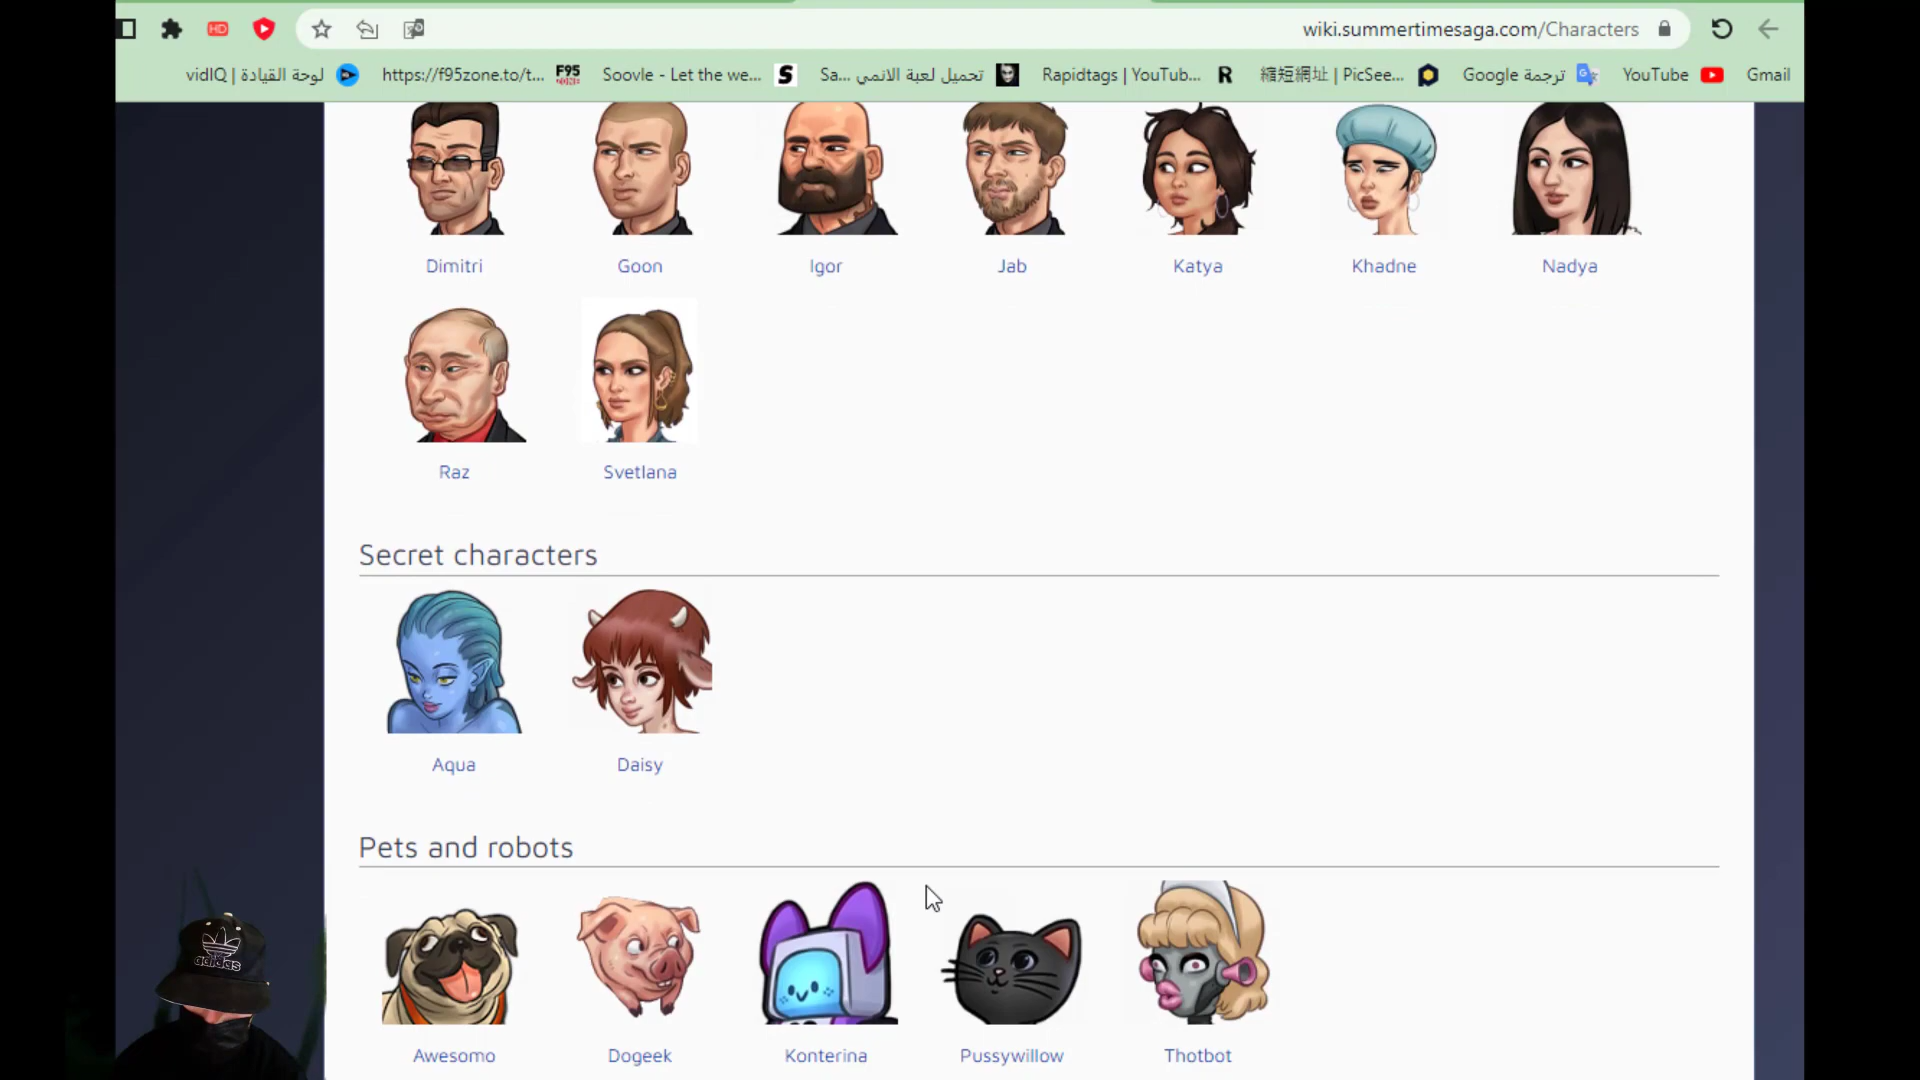 HD
wiki.summertimesaga.com/Characters
vidIQ | لوحة القيادة
https://f95zone.to/t...
F95
Soovle - Let the we...
S
تحميل لعبة الانمي Sa...
Rapidtags | YouTub...
R
縮短網址 | PicSee...
ترجمة Google
YouTube
Gmail
Dimitri
Goon
Igor
Jab
Katya
Khadne
Nadya
Raz
Svetlana
Secret characters
Aqua
Daisy
Pets and robots
adidas
Awesomo
Dogeek
Konterina
Pussywillow
Thotbot